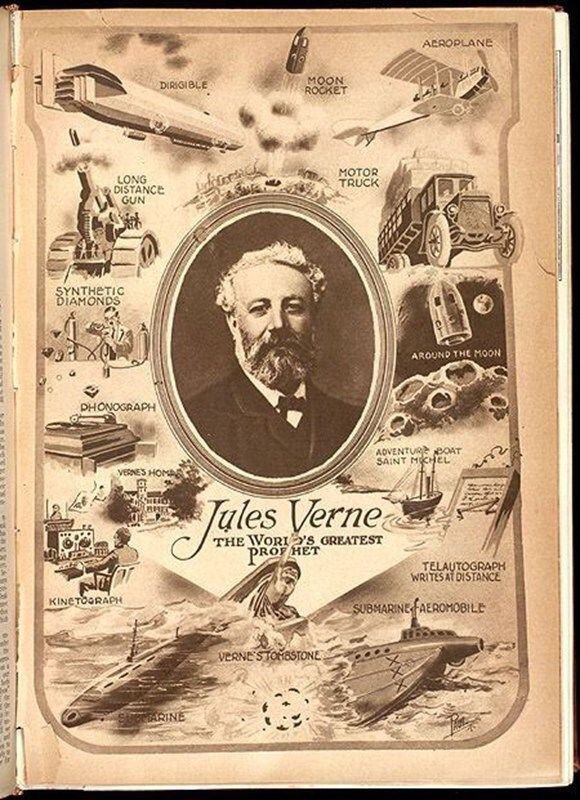 AEROPLANE
DIRIGIBLE
MOON
ROCKET
LONG
DISTANCE
GUN
MOTOR
TRUCK
SYNTHETIC
DIAMONDS
AROUND THE MOON
PHONOGRAPH
ADVENTURE BOAT
SAINT MICHEL
VERNE'S HOME
Jules Verne
THE WORLD'S GREATEST
PROPHET
TELAUTOGRAPH
WRITES AT DISTANCE
KINETOGRAPH
SUBMARINE AEROMOBILE
VERNE'S TOMBSTONE
SUBMARINE